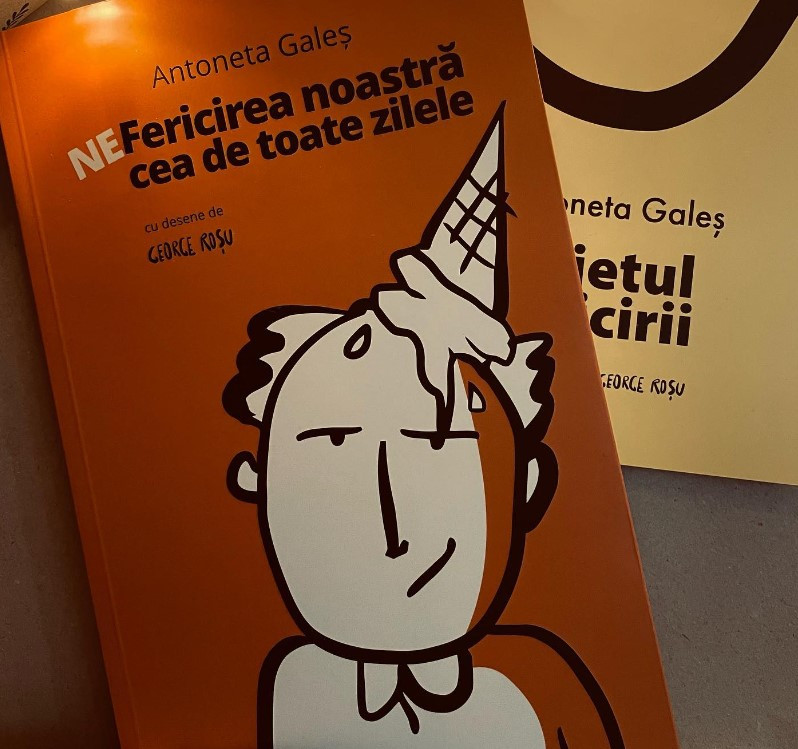 Antoneta Galeș
NEFericirea noastră
cea de toate zilele
cu desene de
GEORGE ROȘU
oneta Galeș
ietul
cirii
GEORGE ROȘU